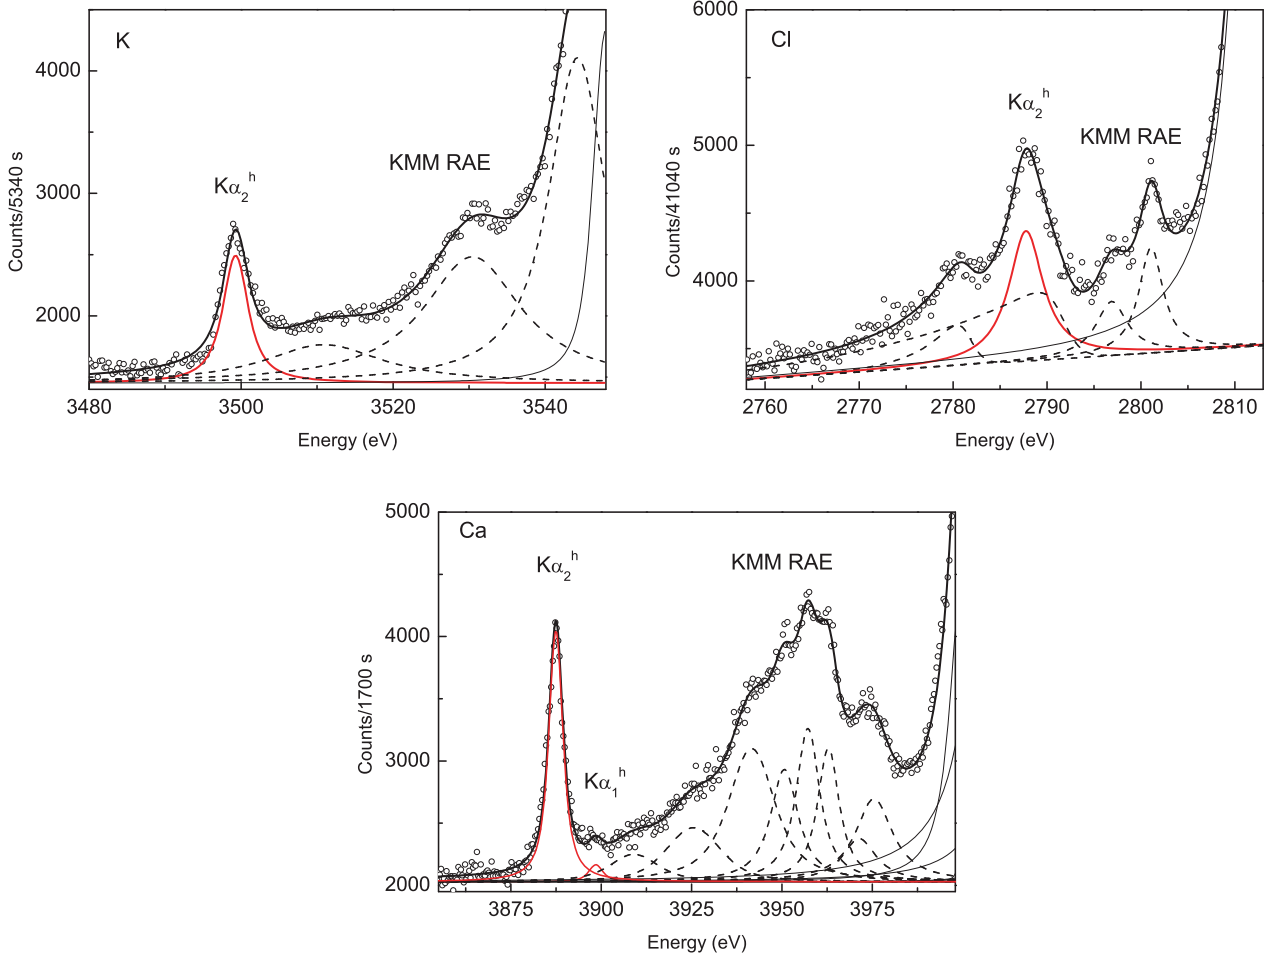 K
Kα₂ʰ
KMM RAE
4000
3000
2000
Counts/5340 s
3480 3500 3520 3540
Energy (eV)
Cl
Kα₂ʰ
KMM RAE
6000
5000
4000
Counts/41040 s
2760 2770 2780 2790 2800 2810
Energy (eV)
Ca
Kα₂ʰ
Kα₁ʰ
KMM RAE
5000
4000
3000
2000
Counts/1700 s
3875 3900 3925 3950 3975
Energy (eV)